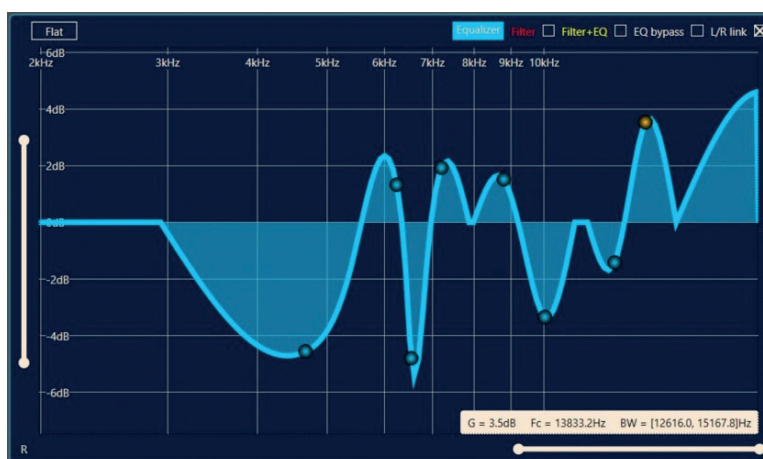 Flat Equalizer Filter Filter+EQ EQ bypass L/R link
6dB
2kHz 3kHz 4kHz 5kHz 6kHz 7kHz 8kHz 9kHz 10kHz
4dB
2dB
0dB
-2dB
-4dB
-6dB
G = 3.5dB Fc = 13833.2Hz BW = [12616.0, 15167.8]Hz
R